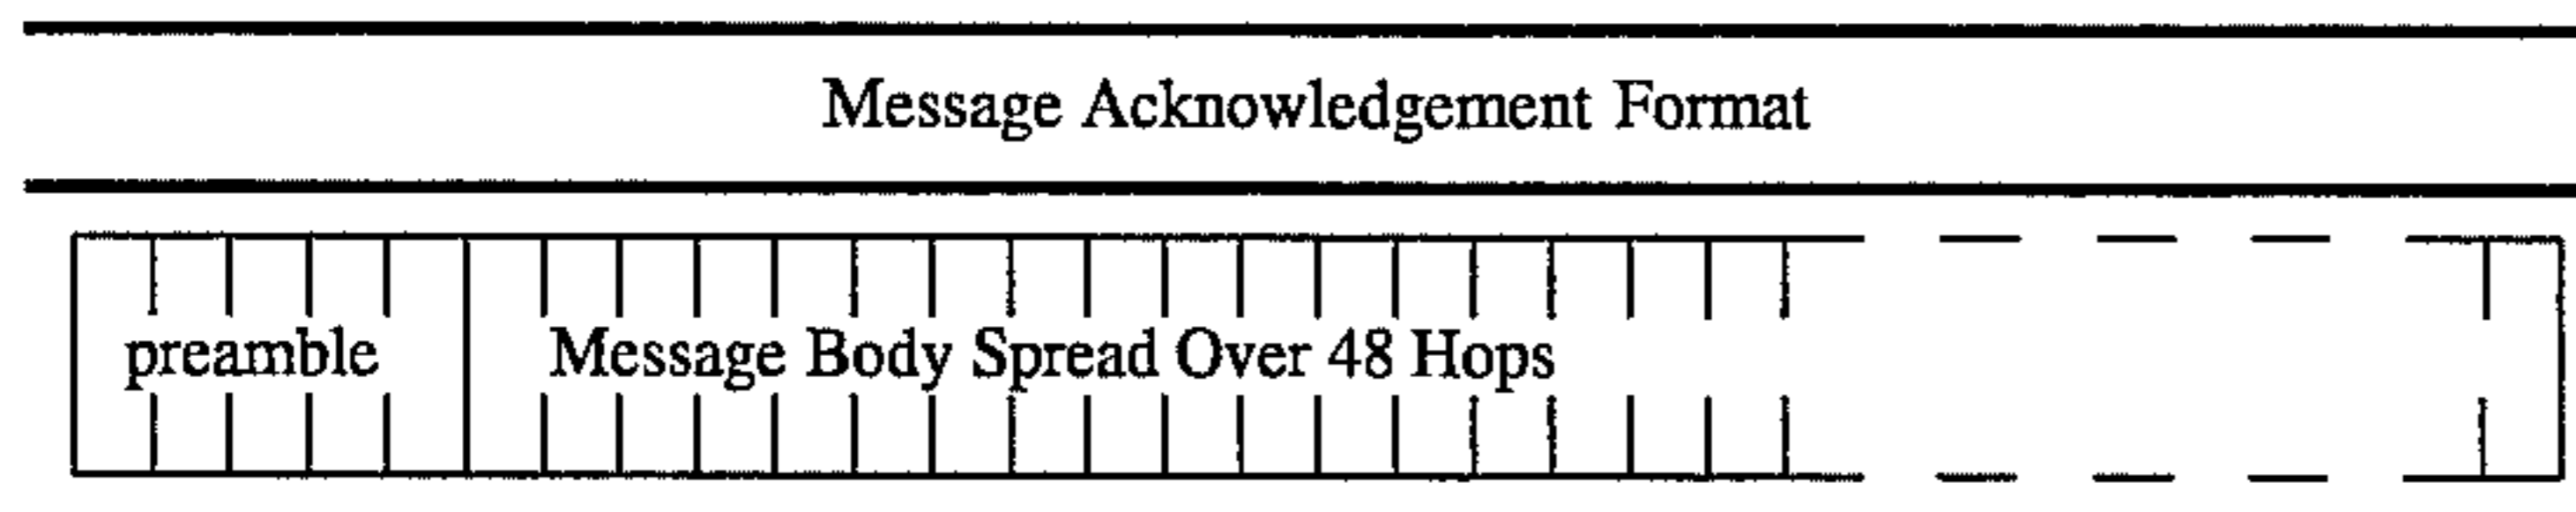 Message Acknowledgement Format
preamble
Message Body Spread Over 48 Hops